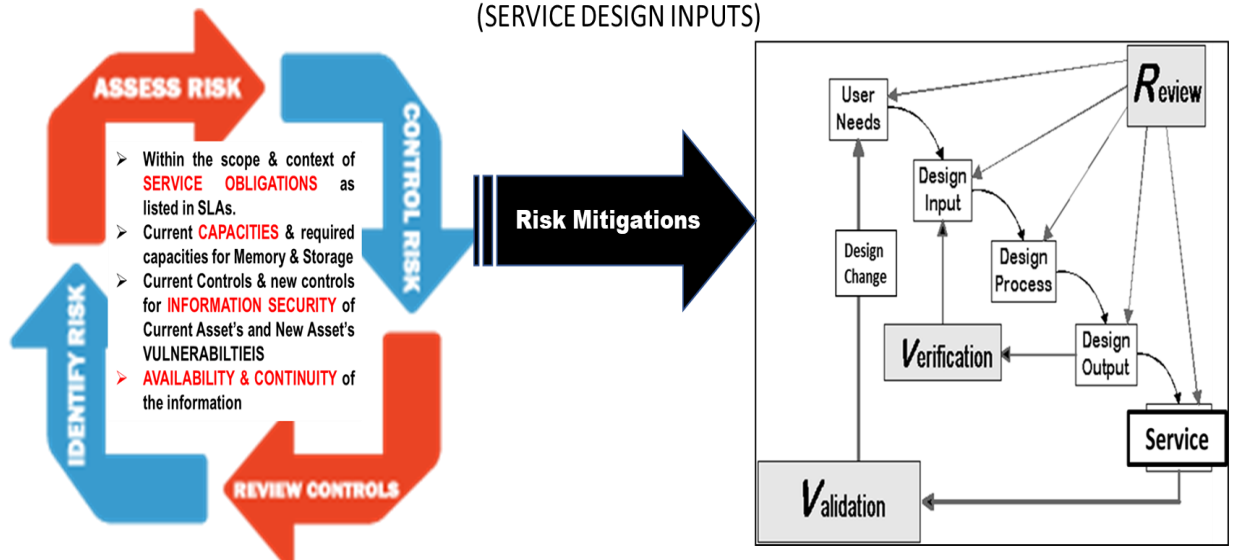 (SERVICE DESIGN INPUTS)
ASSESS RISK
CONTROL RISK
REVIEW CONTROLS
IDENTIFY RISK
➢ Within the scope & context of
SERVICE OBLIGATIONS as
listed in SLAs.
➢ Current CAPACITIES & required
capacities for Memory & Storage
➢ Current Controls & new controls
for INFORMATION SECURITY of
Current Asset's and New Asset's
VULNERABILTIEIS
➢ AVAILABILITY & CONTINUITY of
the information
Risk Mitigations
Review
User
Needs
Design
Input
Design
Process
Design
Change
Verification
Design
Output
Service
Validation